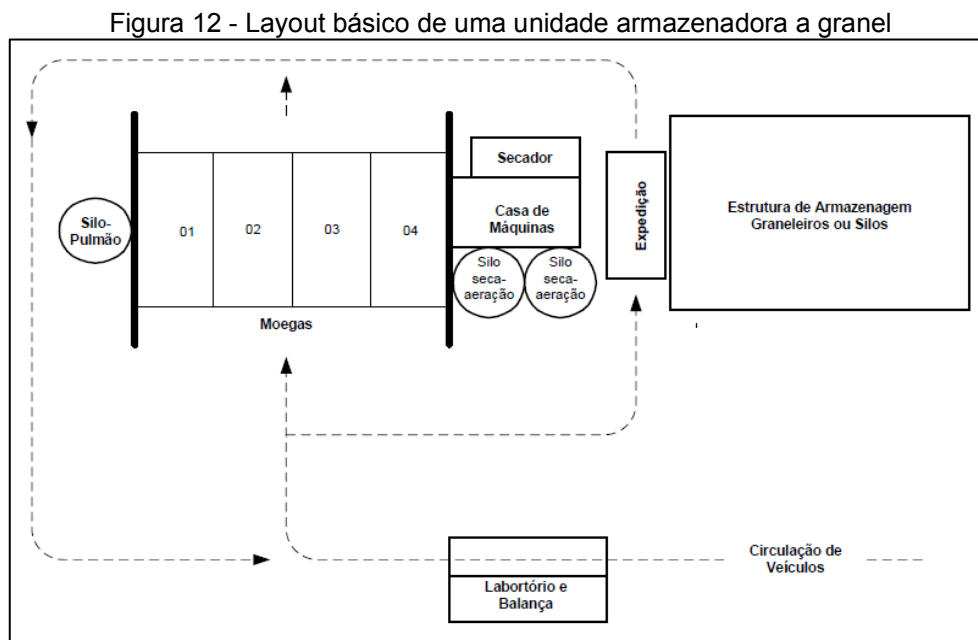 Figura 12 - Layout básico de uma unidade armazenadora a granel
Secador
Silo-
Pulmão
01
02
03
04
Casa de
Máquinas
Expedição
Estrutura de Armazenagem
Graneleiros ou Silos
Silo
seca-
aeração
Silo
seca-
aeração
Moegas
Circulação de
Veículos
Labortório e
Balança